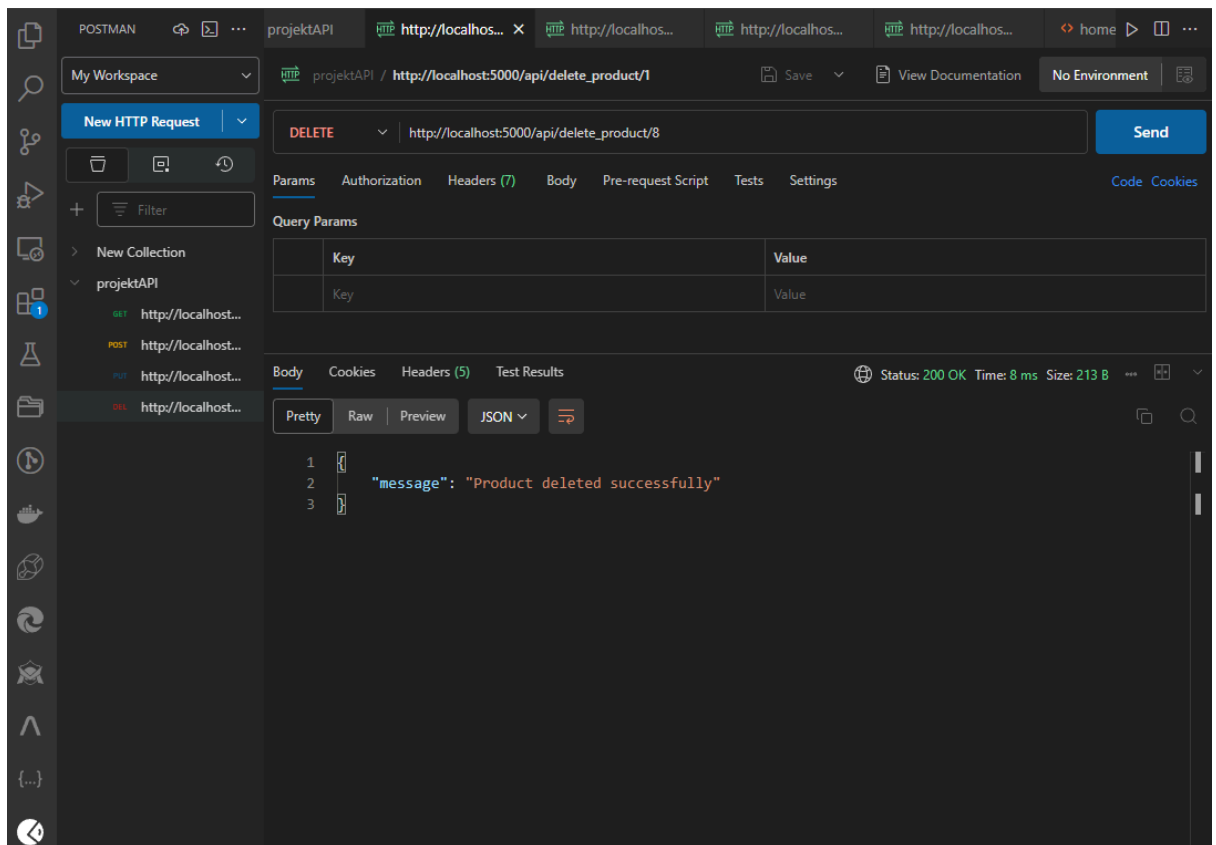 POSTMAN
projektAPI
http://localhos...
http://localhos...
http://localhos...
http://localhos...
home
My Workspace
projektAPI / http://localhost:5000/api/delete_product/1
Save
View Documentation
No Environment
New HTTP Request
DELETE
http://localhost:5000/api/delete_product/8
Send
Params
Authorization
Headers (7)
Body
Pre-request Script
Tests
Settings
Code
Cookies
Filter
Query Params
New Collection
Key
Value
projektAPI
Key
Value
GET http://localhost...
POST http://localhost...
PUT http://localhost...
DEL http://localhost...
1
Body
Cookies
Headers (5)
Test Results
Status: 200 OK Time: 8 ms Size: 213 B
Pretty
Raw
Preview
JSON
1 {
2 "message": "Product deleted successfully"
3 }
{...}